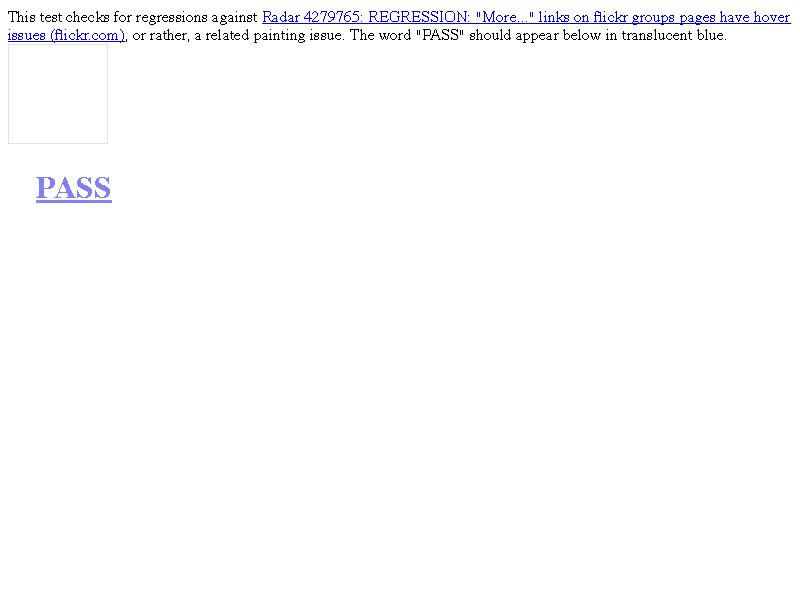 This test checks for regressions against Radar 4279765: REGRESSION: "More..." links on flickr groups pages have hover
issues (flickr.com), or rather, a related painting issue. The word "PASS" should appear below in translucent blue.
PASS